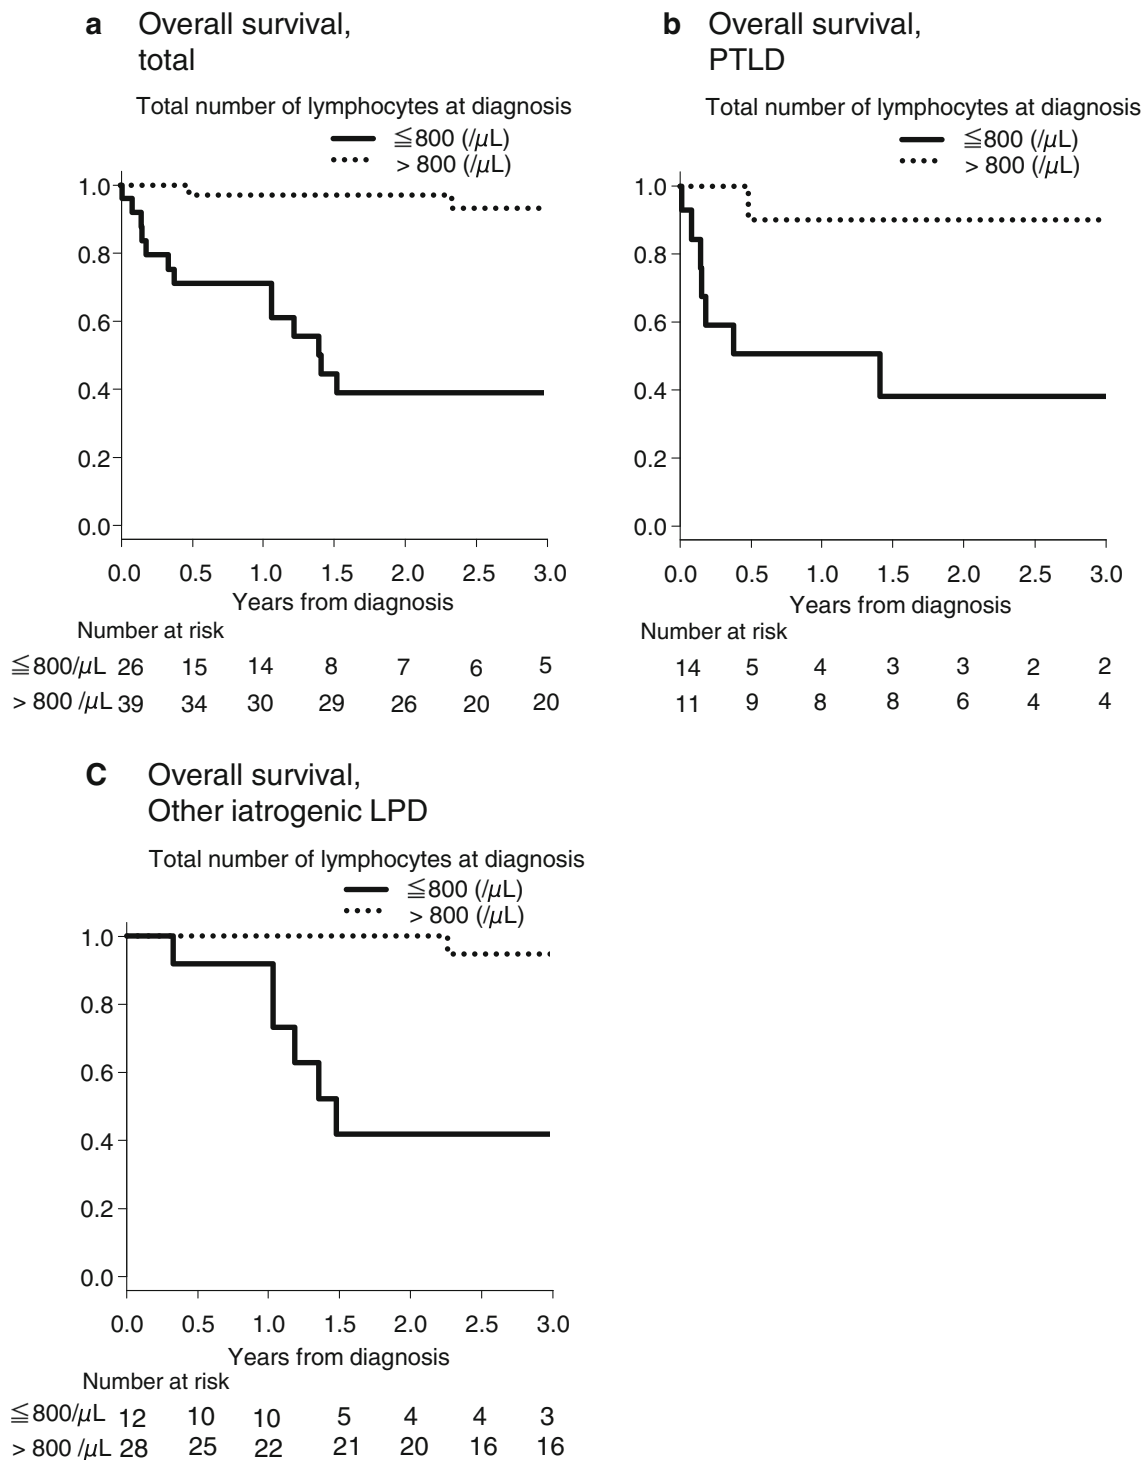 a Overall survival,
total
Total number of lymphocytes at diagnosis
≦800 (/μL)
> 800 (/μL)
1.0
0.8
0.6
0.4
0.2
0.0
0.0 0.5 1.0 1.5 2.0 2.5 3.0
Years from diagnosis
Number at risk
≦800/μL 26 15 14 8 7 6 5
> 800 /μL 39 34 30 29 26 20 20
b Overall survival,
PTLD
Total number of lymphocytes at diagnosis
≦800 (/μL)
> 800 (/μL)
1.0
0.8
0.6
0.4
0.2
0.0
0.0 0.5 1.0 1.5 2.0 2.5 3.0
Years from diagnosis
Number at risk
14 5 4 3 3 2 2
11 9 8 8 6 4 4
C Overall survival,
Other iatrogenic LPD
Total number of lymphocytes at diagnosis
≦800 (/μL)
> 800 (/μL)
1.0
0.8
0.6
0.4
0.2
0.0
0.0 0.5 1.0 1.5 2.0 2.5 3.0
Years from diagnosis
Number at risk
≦800/μL 12 10 10 5 4 4 3
> 800 /μL 28 25 22 21 20 16 16